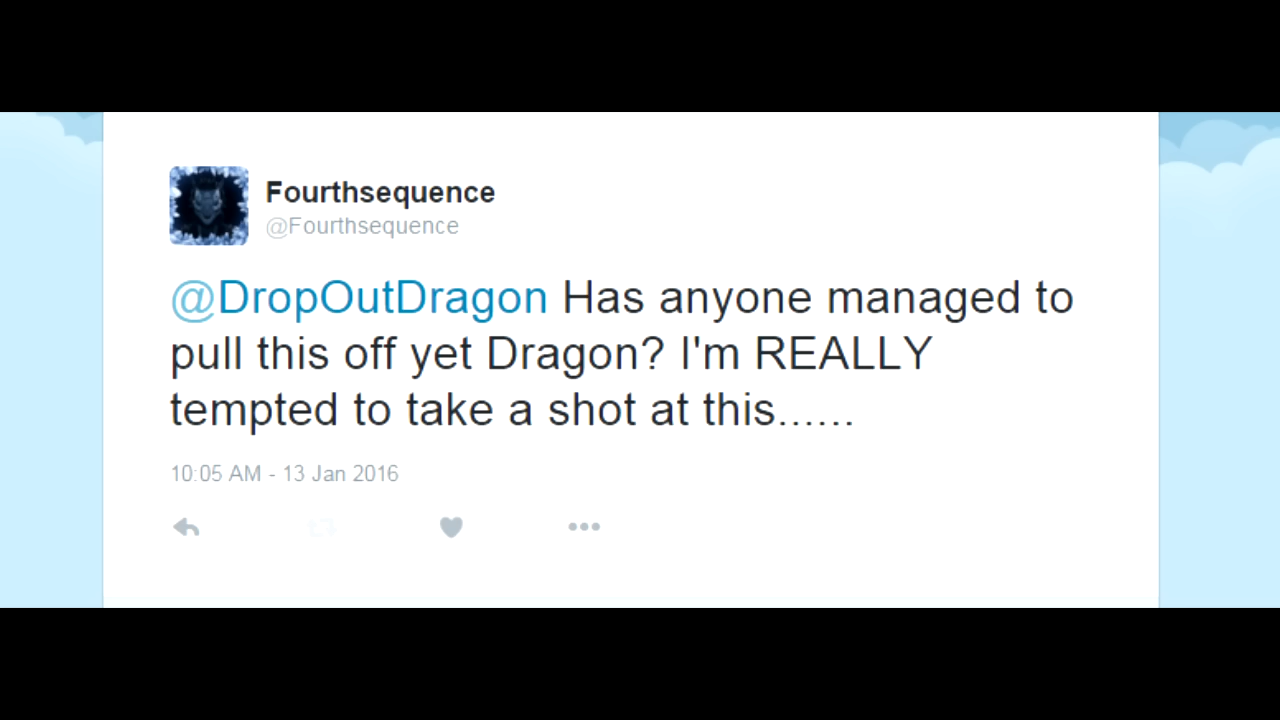 Fourthsequence
@Fourthsequence
@DropOutDragon Has anyone managed to
pull this off yet Dragon? I'm REALLY
tempted to take a shot at this......
10:05 AM - 13 Jan 2016